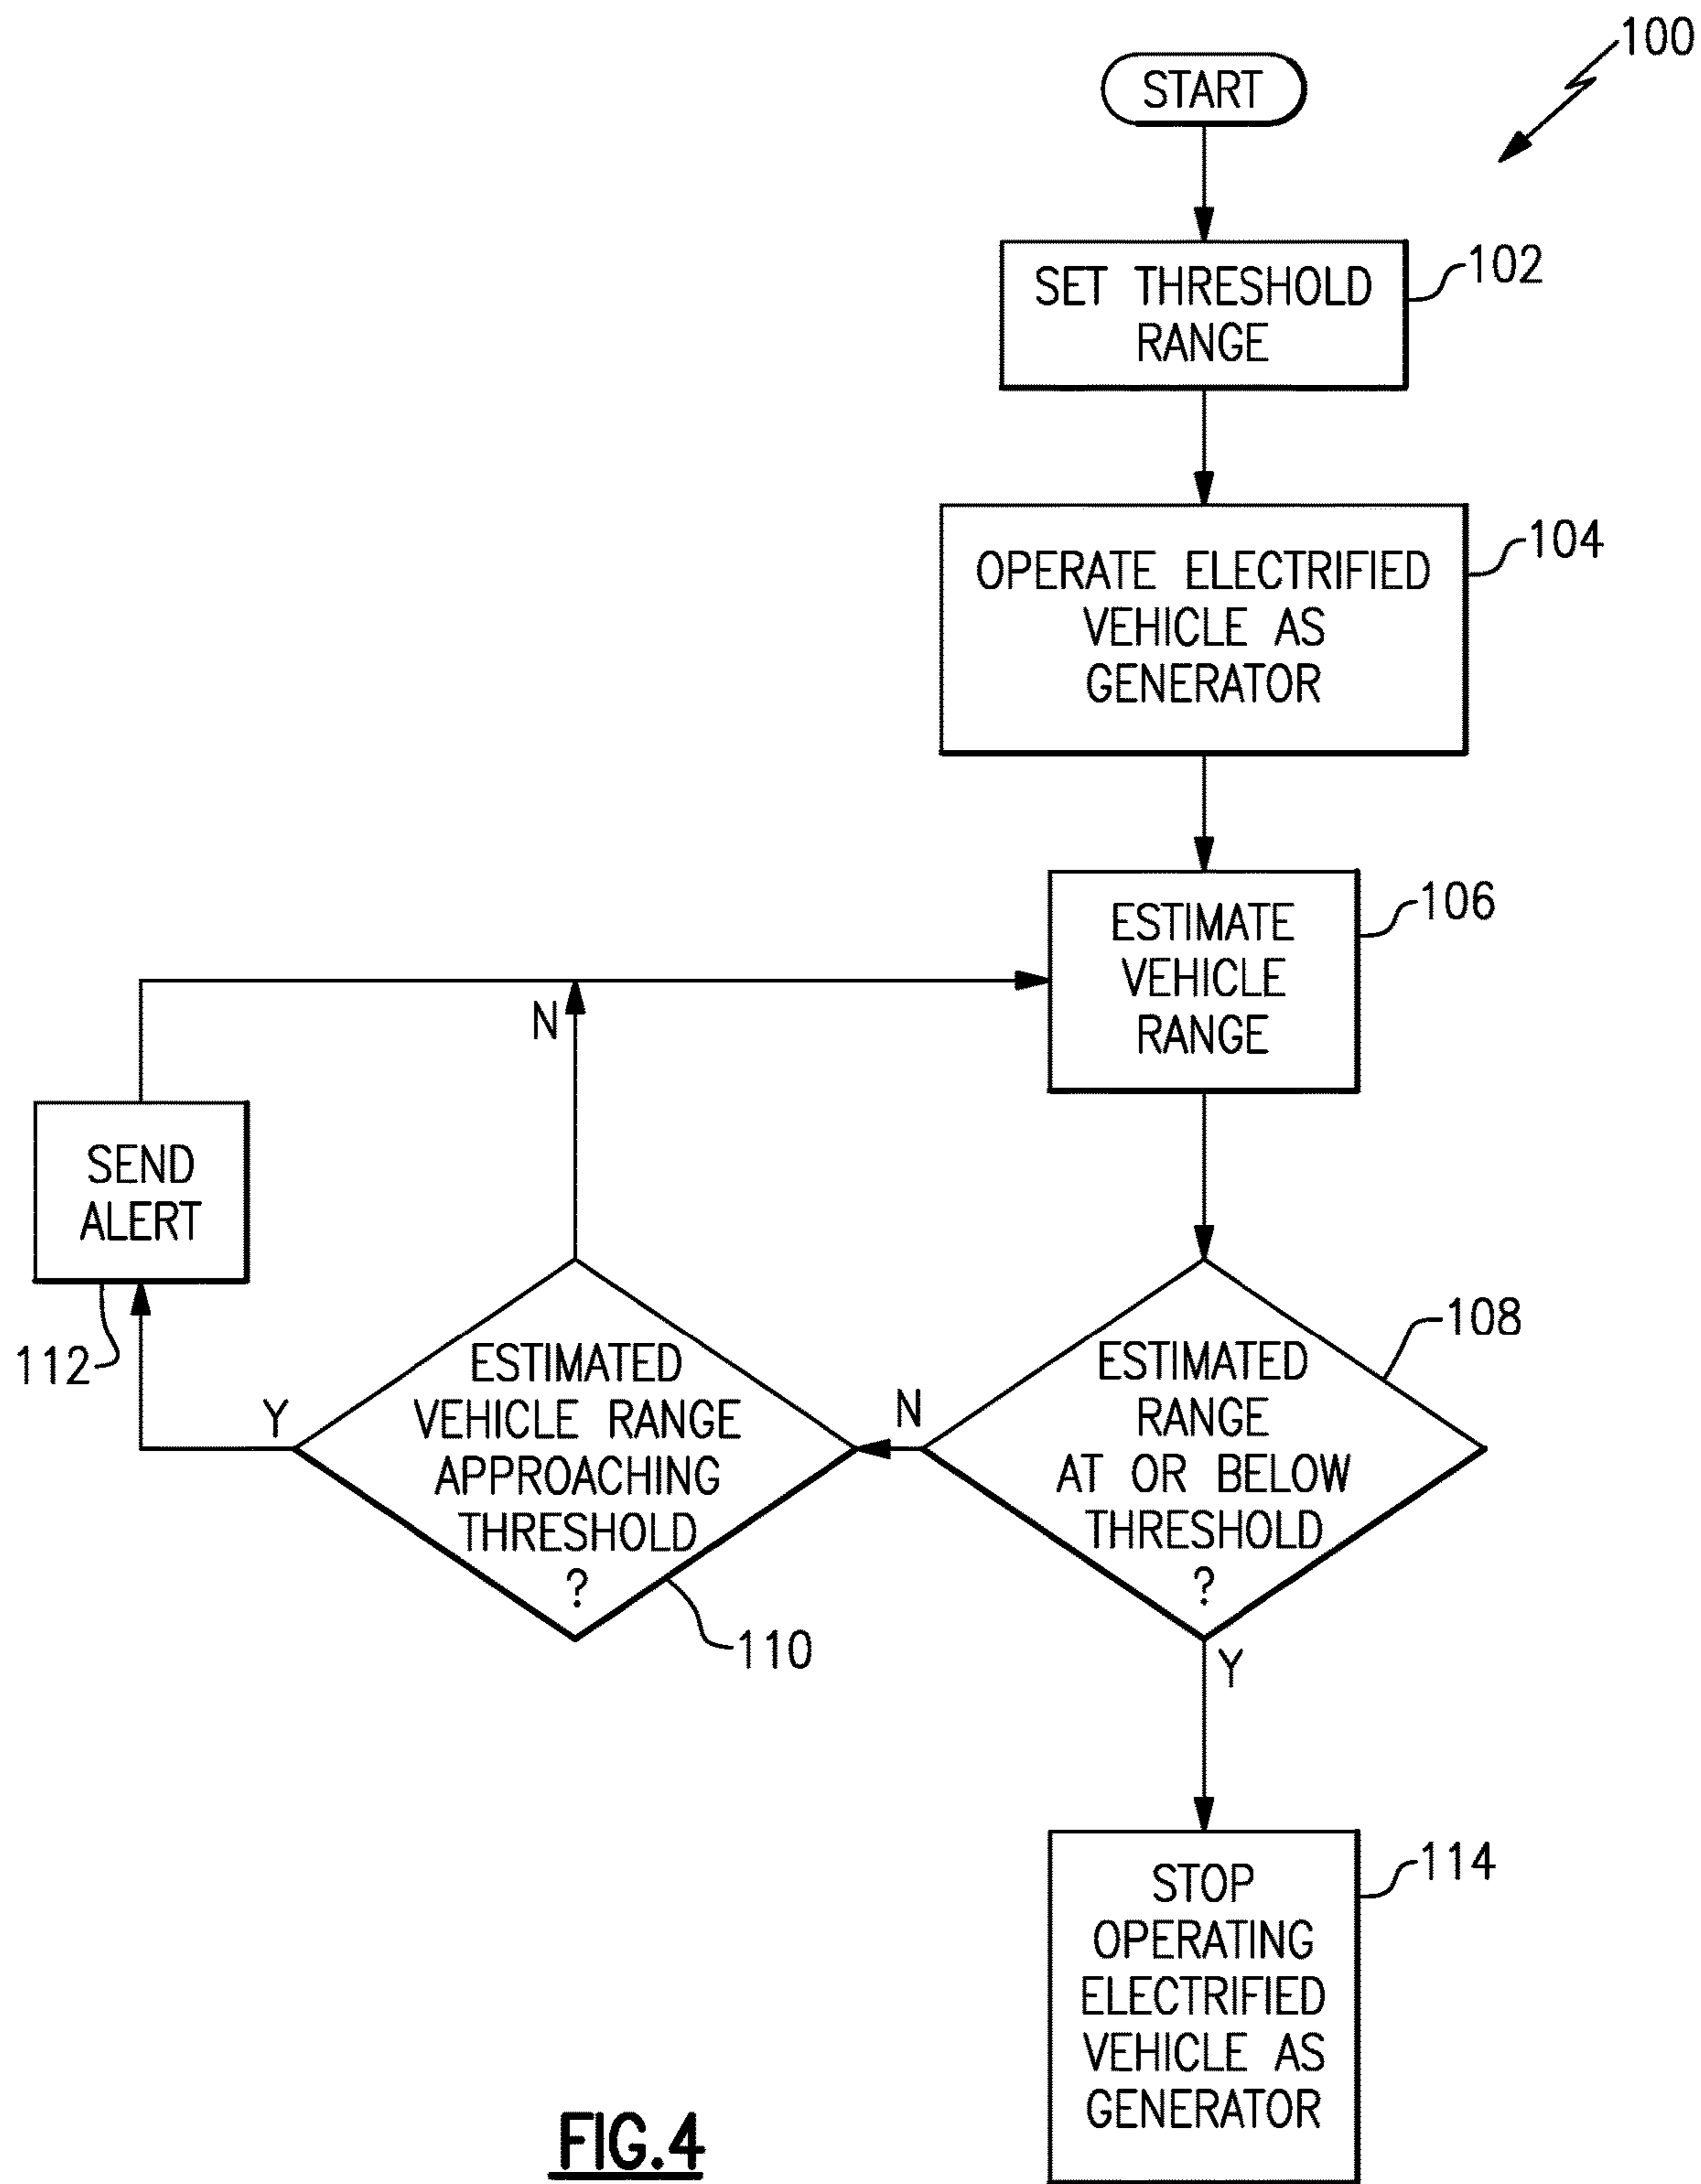 100
START
SET THRESHOLD
RANGE
102
OPERATE ELECTRIFIED
VEHICLE AS
GENERATOR
104
ESTIMATE
VEHICLE
RANGE
106
N
SEND
ALERT
112
Y
ESTIMATED
VEHICLE RANGE
APPROACHING
THRESHOLD
?
110
N
ESTIMATED
RANGE
AT OR BELOW
THRESHOLD
?
108
Y
STOP
OPERATING
ELECTRIFIED
VEHICLE AS
GENERATOR
114
FIG.4